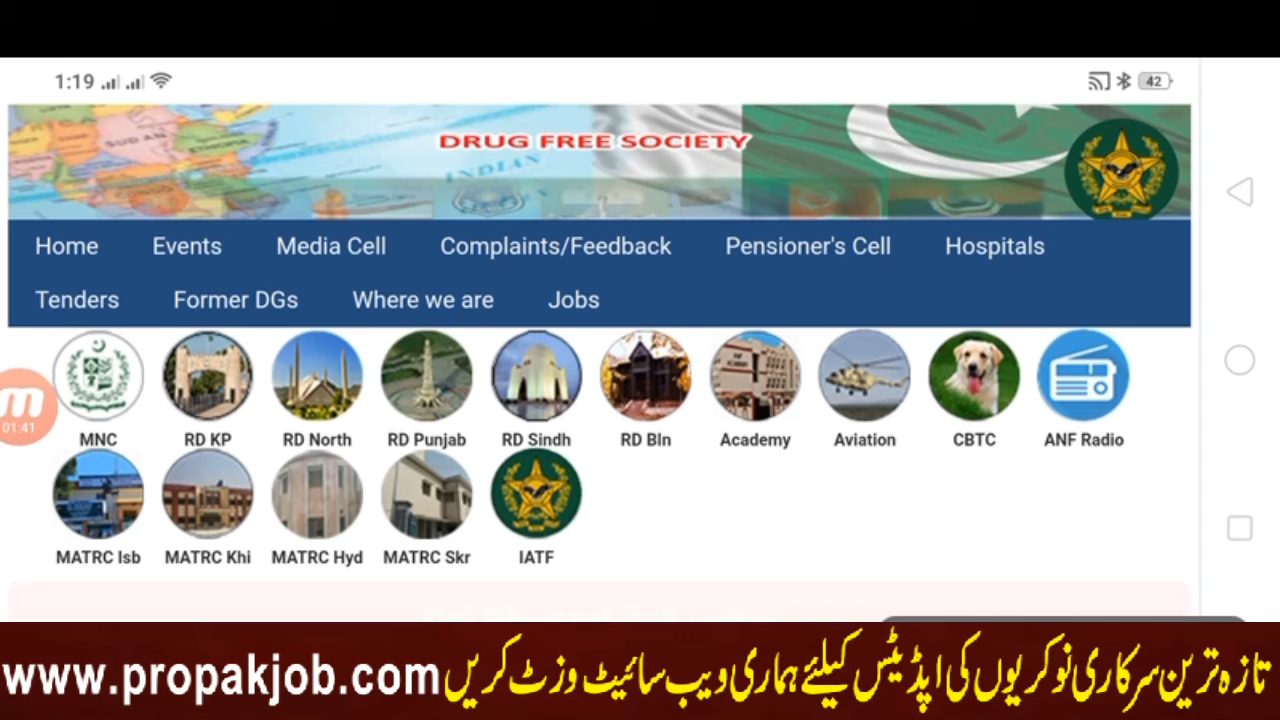 1:19
42
SUDAN
ETHIOPIA
INDIAN
DRUG FREE SOCIETY
Home Events Media Cell Complaints/Feedback Pensioner's Cell Hospitals
Tenders Former DGs Where we are Jobs
MNC RD KP RD North RD Punjab RD Sindh RD Bln Academy Aviation CBTC ANF Radio
01:41
MATRC Isb MATRC Khi MATRC Hyd MATRC Skr IATF
تازہ ترین سرکاری نوکریوں کی اپڈیٹس کیلئے ہماری ویب سائیٹ وزٹ کریں www.propakjob.com